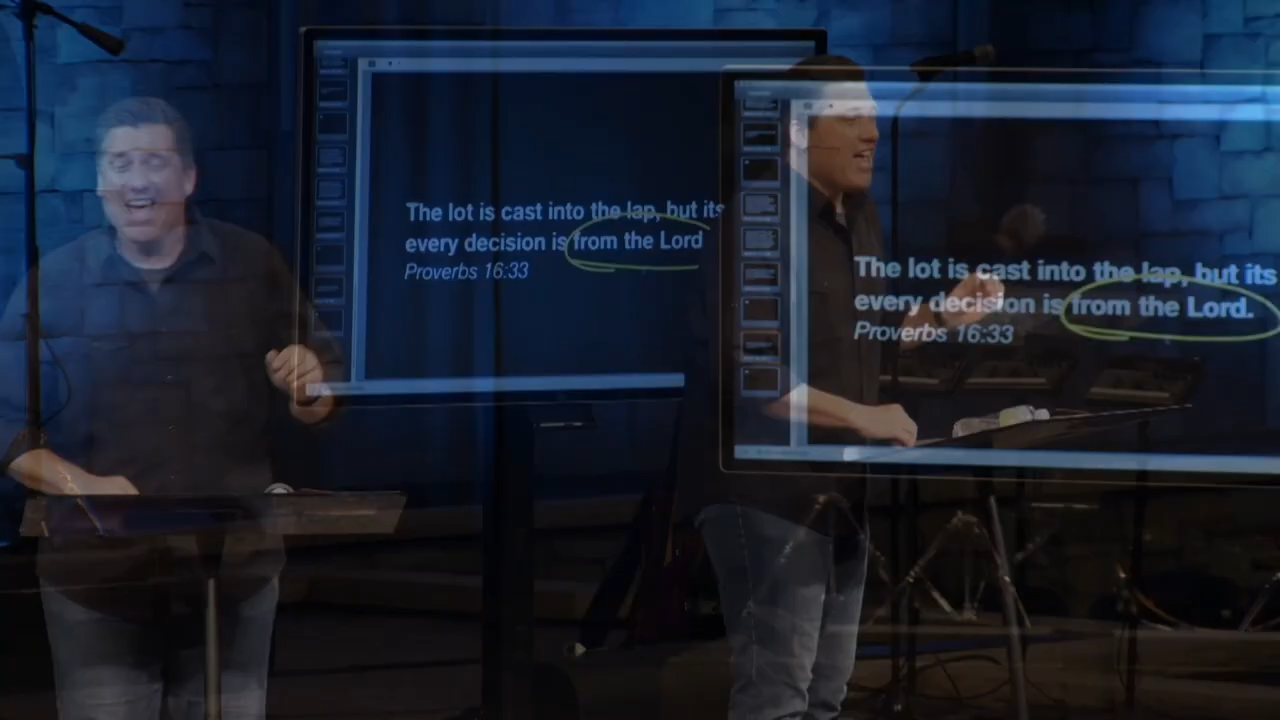 The lot is cast into the lap, but its
every decision is from the Lord
Proverbs 16:33
The lot is cast into the lap, but its
every decision is from the Lord.
Proverbs 16:33